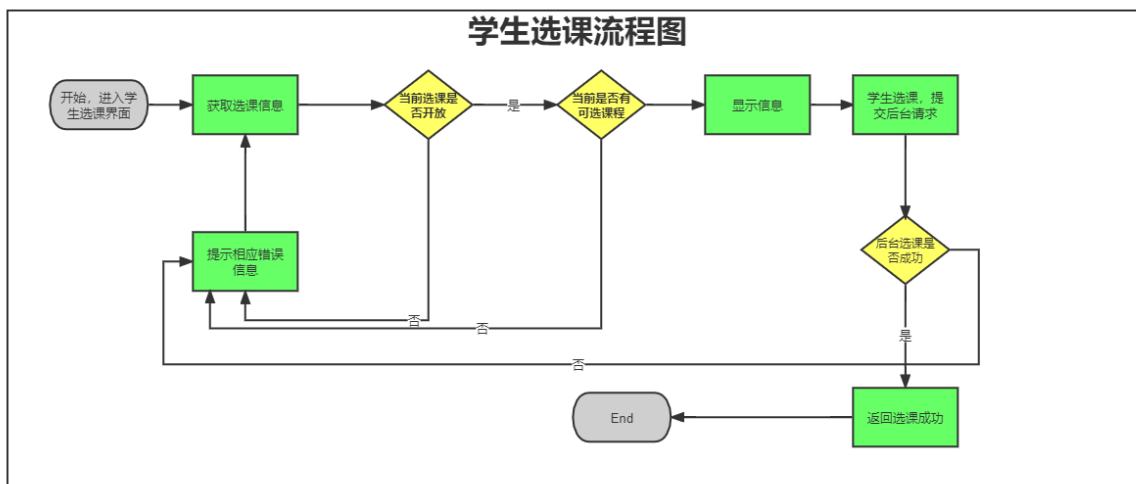 学生选课流程图
开始，进入学
生选课界面
获取选课信息
当前选课是
否开放
是
当前是否有
可选课程
显示信息
学生选课，提
交后台请求
提示相应错误
信息
后台选课是
否成功
否
否
是
否
End
返回选课成功